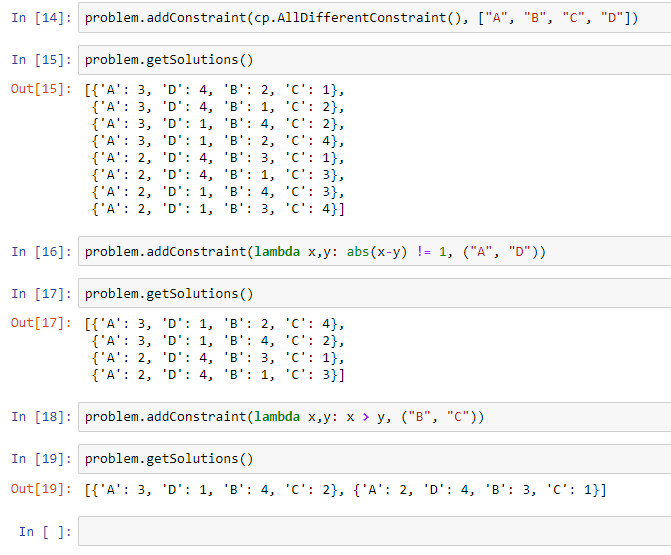 In [14]: problem.addConstraint(cp.AllDifferentConstraint(), ["A", "B", "C", "D"])
In [15]: problem.getSolutions()
Out[15]: [{'A': 3, 'D': 4, 'B': 2, 'C': 1},
{'A': 3, 'D': 4, 'B': 1, 'C': 2},
{'A': 3, 'D': 1, 'B': 4, 'C': 2},
{'A': 3, 'D': 1, 'B': 2, 'C': 4},
{'A': 2, 'D': 4, 'B': 3, 'C': 1},
{'A': 2, 'D': 4, 'B': 1, 'C': 3},
{'A': 2, 'D': 1, 'B': 4, 'C': 3},
{'A': 2, 'D': 1, 'B': 3, 'C': 4}]
In [16]: problem.addConstraint(lambda x,y: abs(x-y) != 1, ("A", "D"))
In [17]: problem.getSolutions()
Out[17]: [{'A': 3, 'D': 1, 'B': 2, 'C': 4},
{'A': 3, 'D': 1, 'B': 4, 'C': 2},
{'A': 2, 'D': 4, 'B': 3, 'C': 1},
{'A': 2, 'D': 4, 'B': 1, 'C': 3}]
In [18]: problem.addConstraint(lambda x,y: x > y, ("B", "C"))
In [19]: problem.getSolutions()
Out[19]: [{'A': 3, 'D': 1, 'B': 4, 'C': 2}, {'A': 2, 'D': 4, 'B': 3, 'C': 1}]
In [ ]: